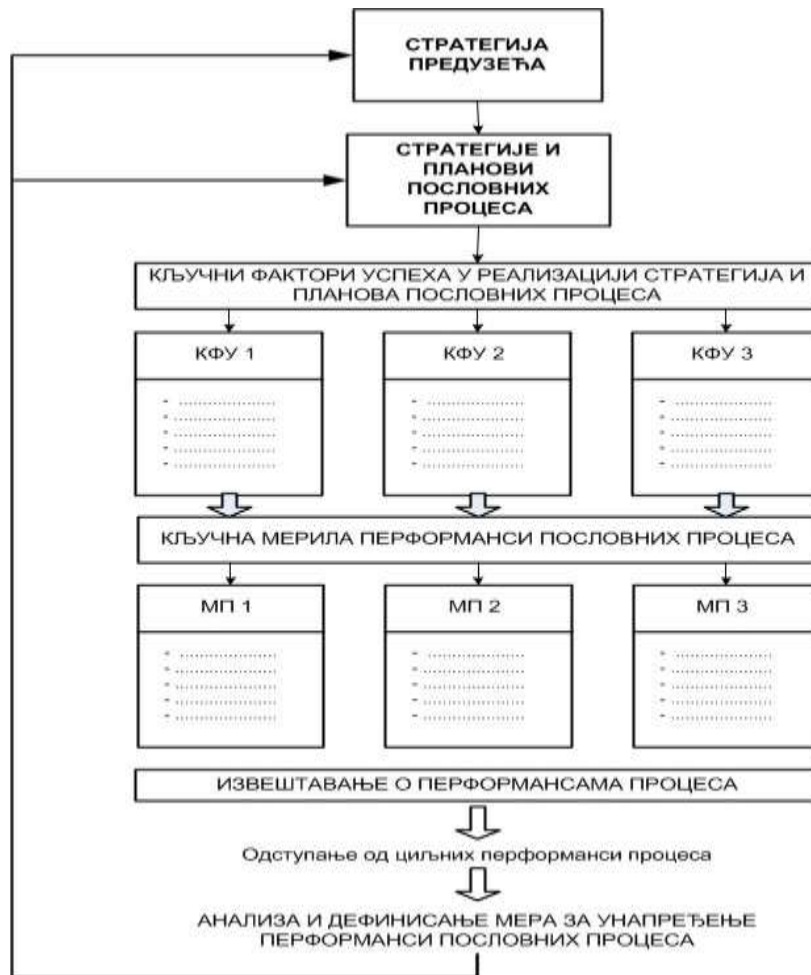 СТРАТЕГИЈА
ПРЕДУЗЕЋА
СТРАТЕГИЈЕ И
ПЛАНОВИ
ПОСЛОВНИХ
ПРОЦЕСА
КЉУЧНИ ФАКТОРИ УСПЕХА У РЕАЛИЗАЦИЈИ СТРАТЕГИЈА И
ПЛАНОВА ПОСЛОВНИХ ПРОЦЕСА
КФУ 1 КФУ 2 КФУ 3
- .................... - .................... - ....................
- .................... - .................... - ....................
- .................... - .................... - ....................
- .................... - .................... - ....................
- .................... - .................... - ....................
КЉУЧНА МЕРИЛА ПЕРФОРМАНСИ ПОСЛОВНИХ ПРОЦЕСА
МП 1 МП 2 МП 3
- .................... - .................... - ....................
- .................... - .................... - ....................
- .................... - .................... - ....................
- .................... - .................... - ....................
- .................... - .................... - ....................
ИЗВЕШТАВАЊЕ О ПЕРФОРМАНСАМА ПРОЦЕСА
Одступање од циљних перформанси процеса
АНАЛИЗА И ДЕФИНИСАЊЕ МЕРА ЗА УНАПРЕЂЕЊЕ
ПЕРФОРМАНСИ ПОСЛОВНИХ ПРОЦЕСА